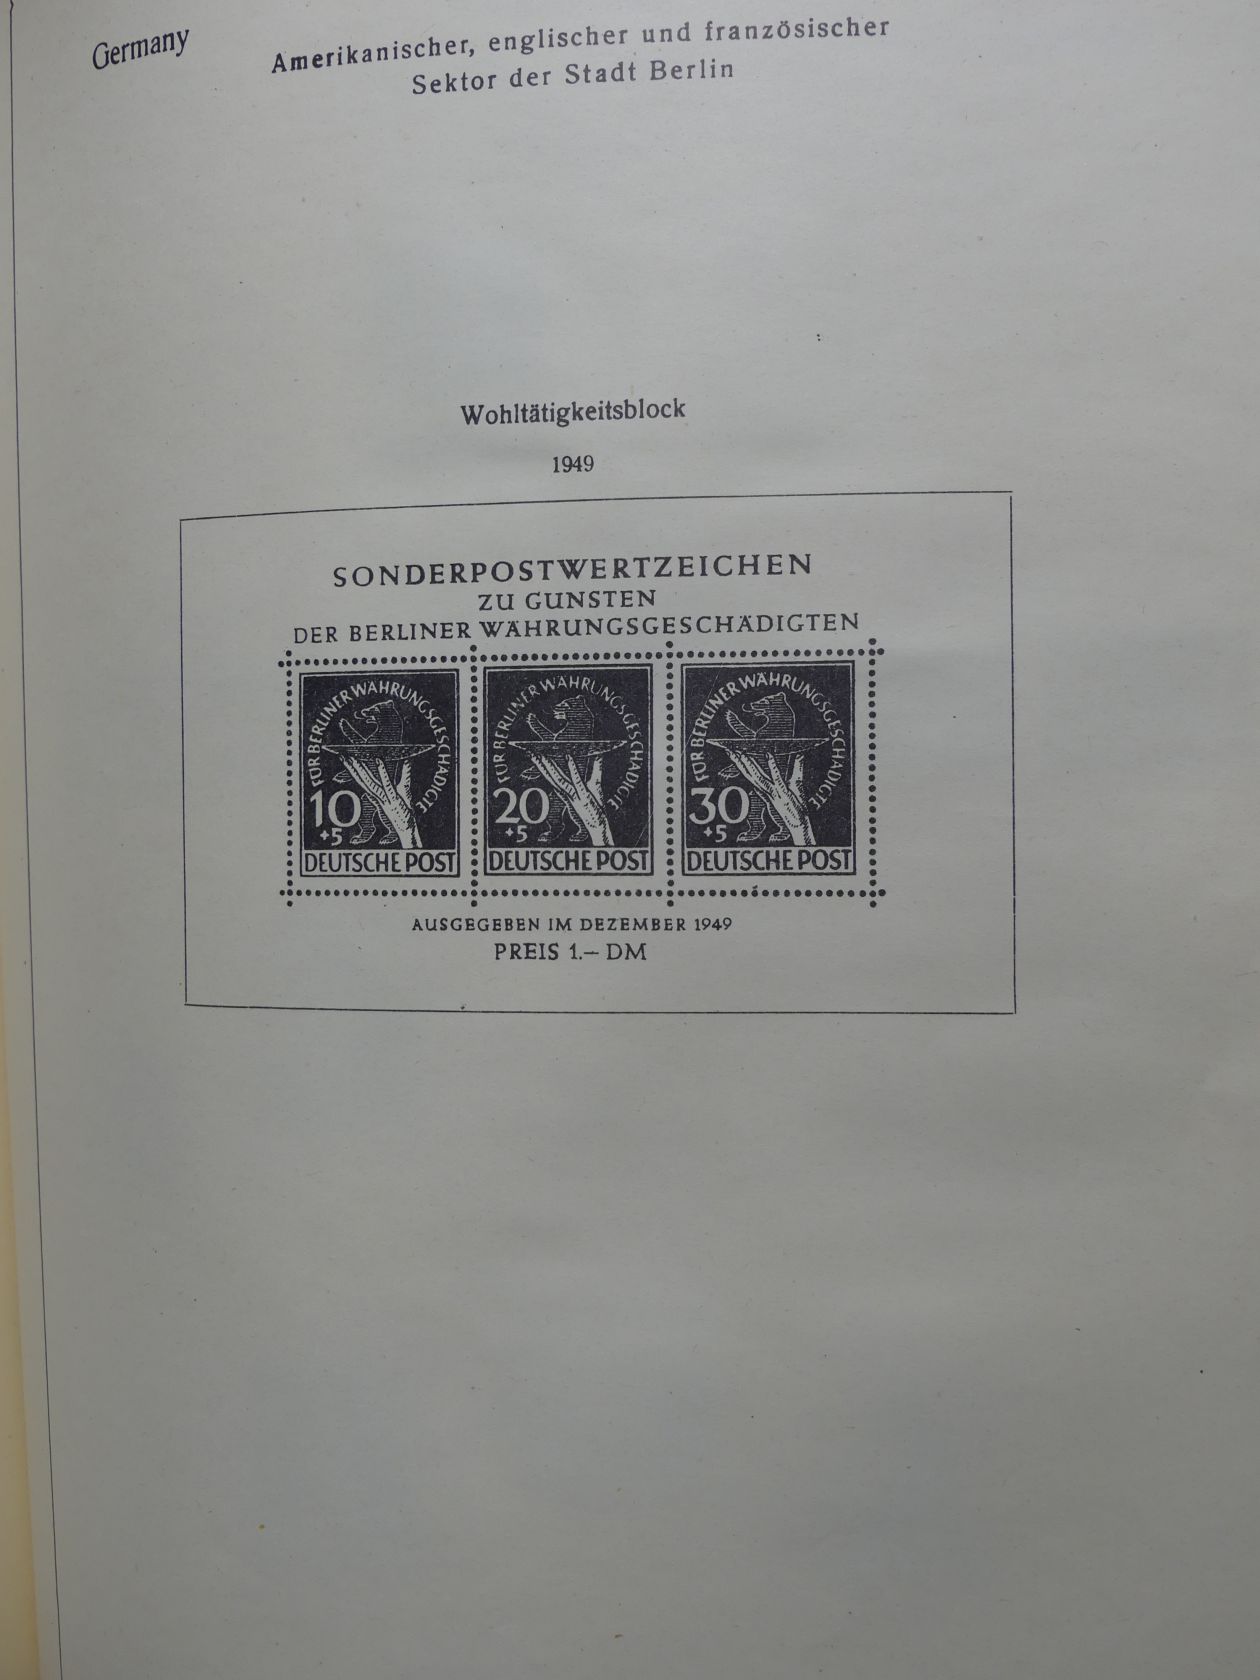 Germany
Amerikanischer, englischer und französischer
Sektor der Stadt Berlin
Wohltätigkeitsblock
1949
SONDERPOSTWERTZEICHEN
ZU GUNSTEN
DER BERLINER WÄHRUNGSGESCHÄDIGTEN
FÜR BERLINER WÄHRUNGSGESCHÄDIGTE
10
+5
DEUTSCHE POST
FÜR BERLINER WÄHRUNGSGESCHÄDIGTE
20
+5
DEUTSCHE POST
FÜR BERLINER WÄHRUNGSGESCHÄDIGTE
30
+5
DEUTSCHE POST
AUSGEGEBEN IM DEZEMBER 1949
PREIS 1.– DM